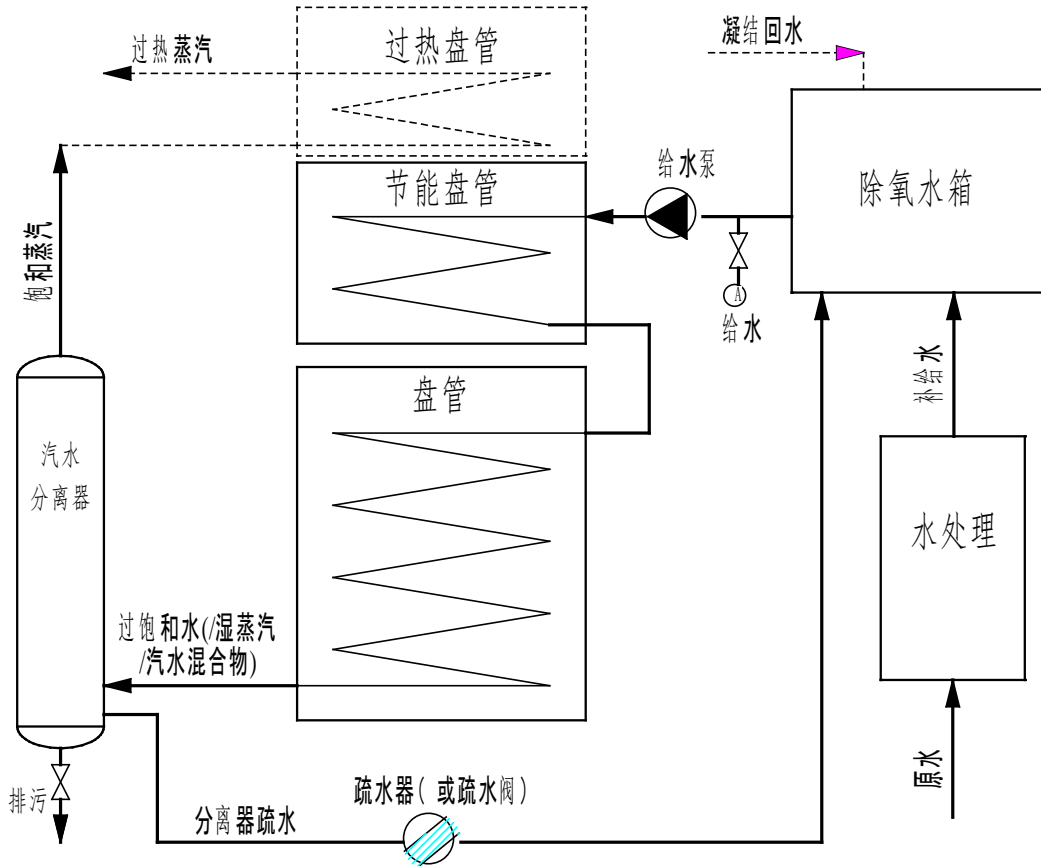 过热蒸汽
过热盘管
凝结回水
给水泵
除氧水箱
节能盘管
饱和蒸汽
A
给水
盘管
补给水
汽水
分离器
水处理
过饱和水(/湿蒸汽
/汽水混合物)
原水
排污
疏水器(或疏水阀)
分离器疏水